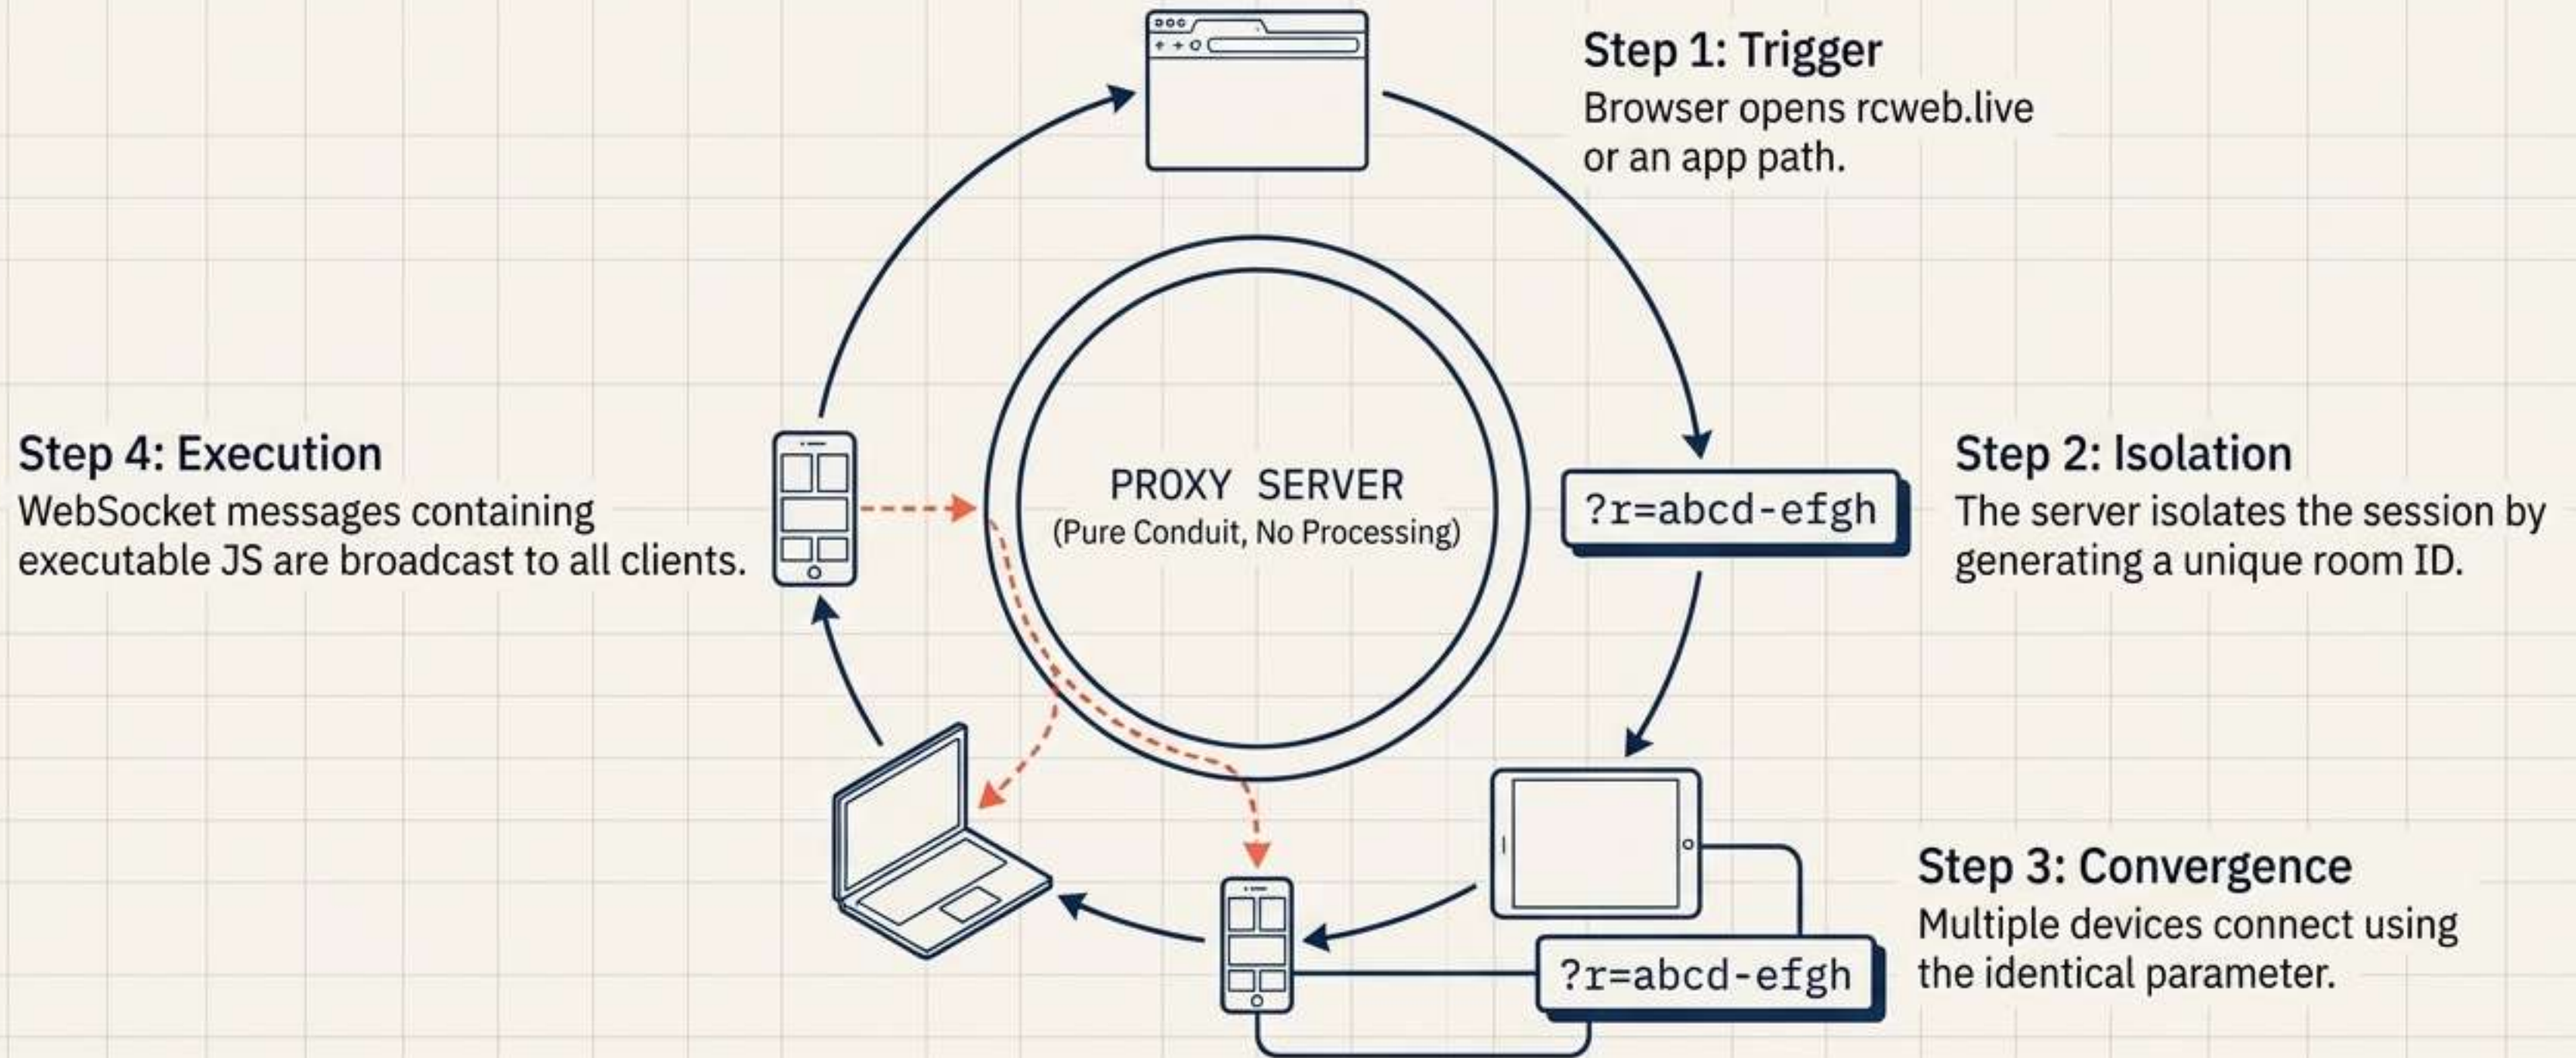 Step 1: Trigger
Browser opens rcweb.live
or an app path.
Step 4: Execution
WebSocket messages containing
executable JS are broadcast to all clients.
PROXY SERVER
(Pure Conduit, No Processing)
?r=abcd-efgh
Step 2: Isolation
The server isolates the session by
generating a unique room ID.
Step 3: Convergence
Multiple devices connect using
the identical parameter.
?r=abcd-efgh